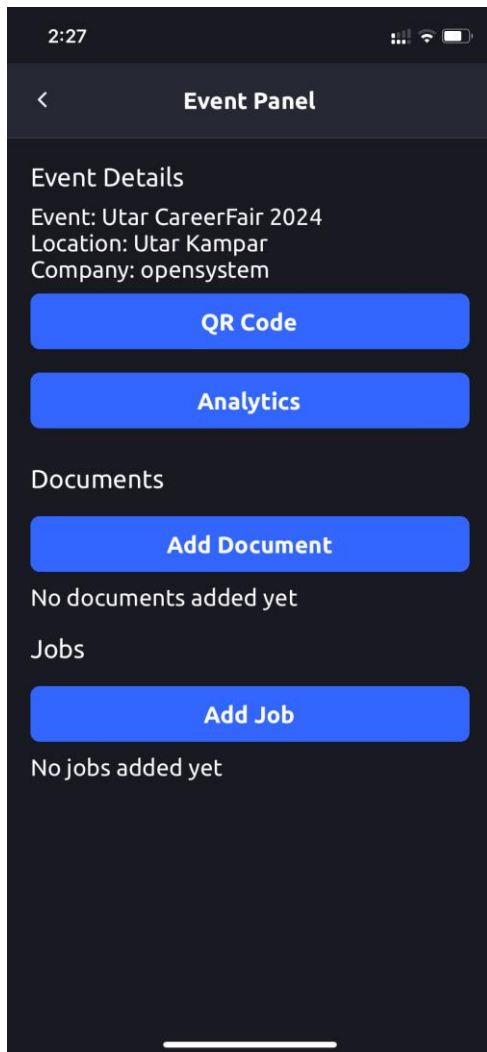 2:27
Event Panel
Event Details
Event: Utar CareerFair 2024
Location: Utar Kampar
Company: opensystem
QR Code
Analytics
Documents
Add Document
No documents added yet
Jobs
Add Job
No jobs added yet